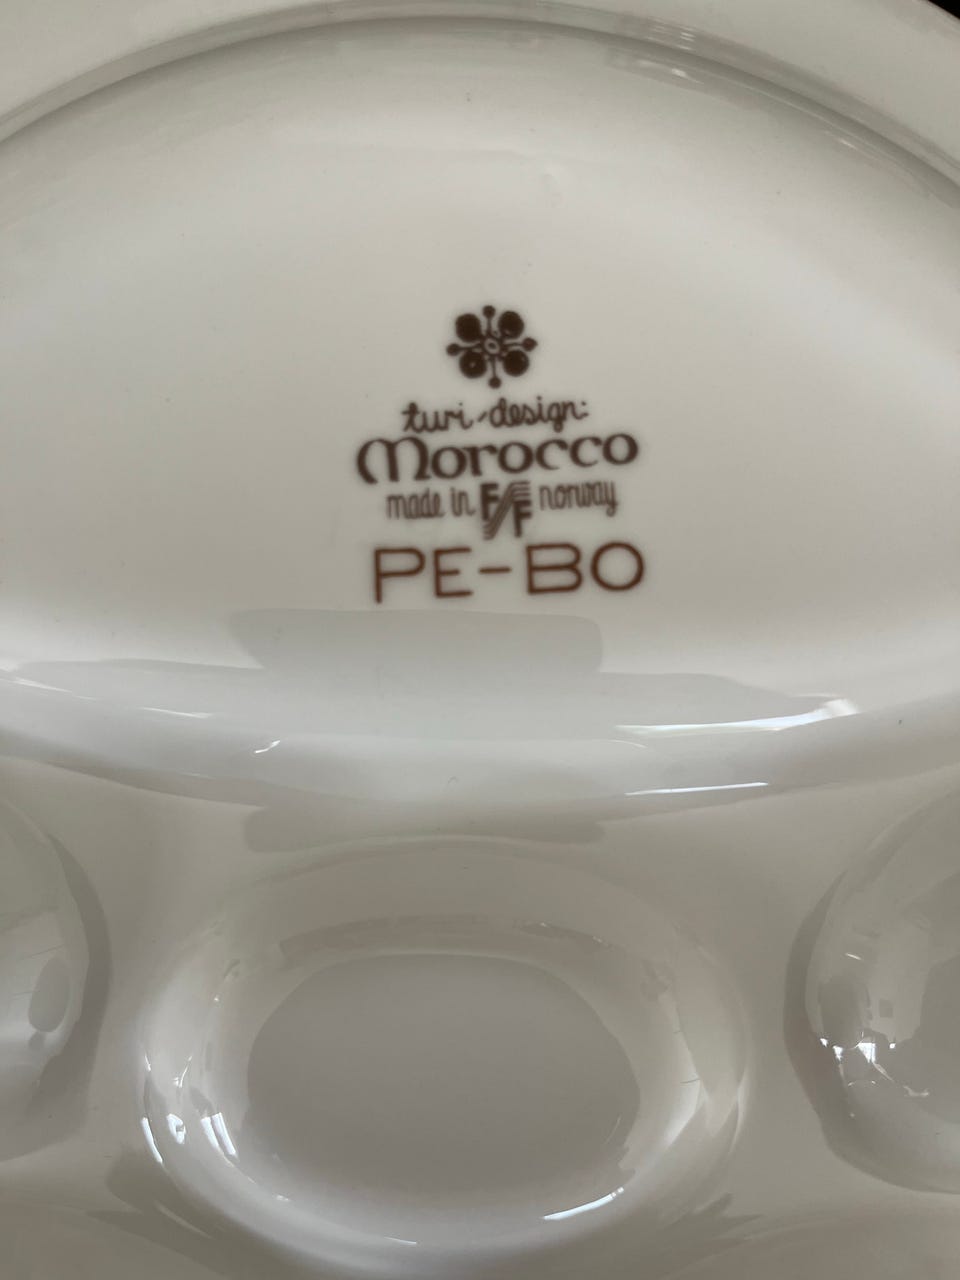 turi-design:
Morocco
made in F/F norway
PE-BO